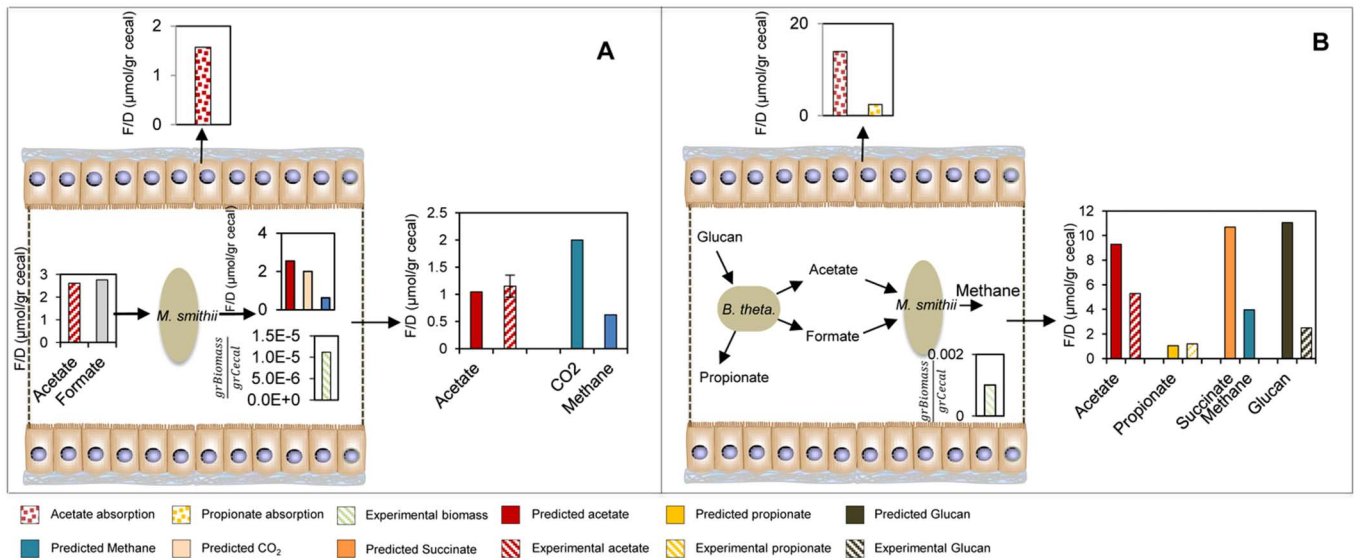 A
F/D (μmol/gr cecal)
2
1
0
F/D (μmol/gr cecal)
3
2
1
0
Acetate
Formate
M. smithii
F/D (μmol/gr cecal)
4
2
0
grBiomass
grCecal
1.5E-5
1.0E-5
5.0E-6
0.0E+0
F/D (μmol/gr cecal)
2.5
2
1.5
1
0.5
0
Acetate
CO2
Methane
B
F/D (μmol/gr cecal)
20
0
Glucan
B. theta.
Propionate
Acetate
Formate
M. smithii
Methane
grBiomass
grCecal
0.002
0
F/D (μmol/gr cecal)
12
10
8
6
4
2
0
Acetate
Propionate
Succinate
Methane
Glucan
Acetate absorption
Propionate absorption
Experimental biomass
Predicted acetate
Predicted propionate
Predicted Glucan
Predicted Methane
Predicted CO₂
Predicted Succinate
Experimental acetate
Experimental propionate
Experimental Glucan